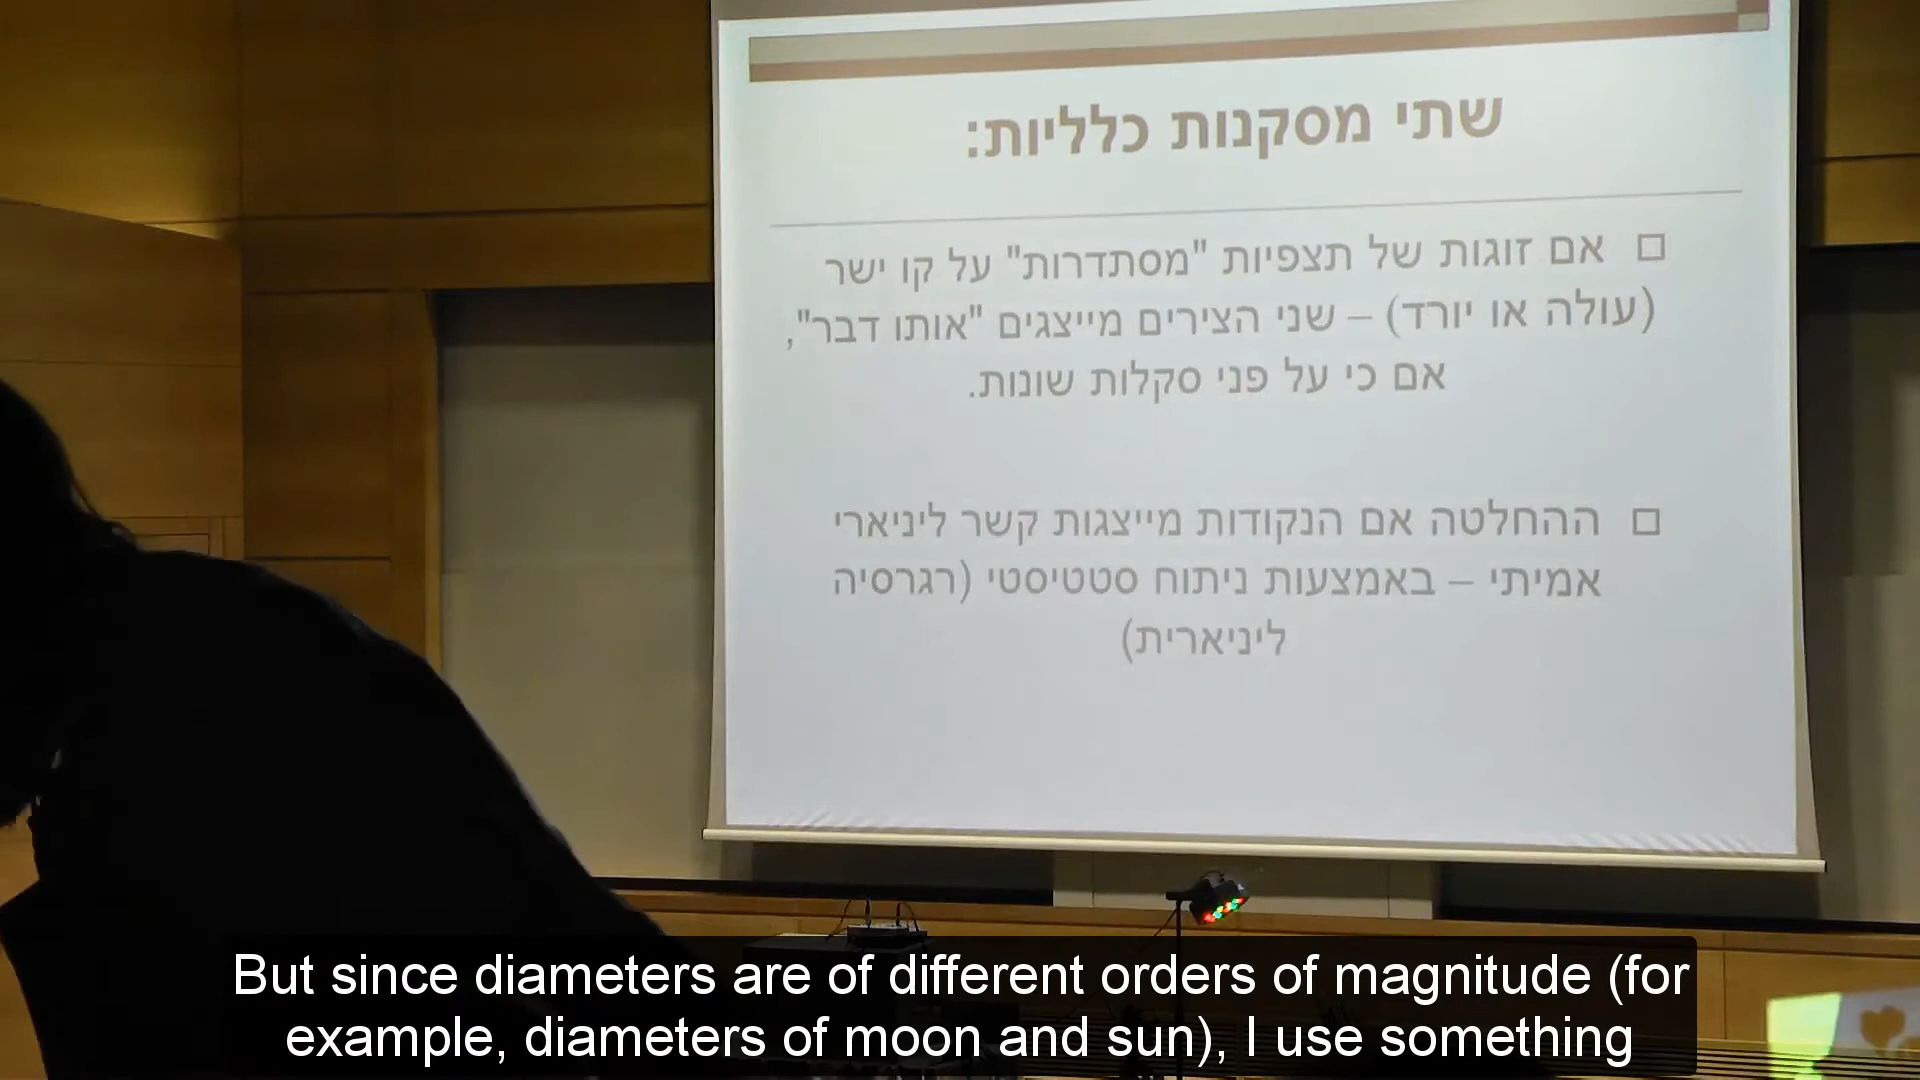 שתי מסקנות כלליות:
אם זוגות של תצפיות "מסתדרות" על קו ישר
(עולה או יורד) – שני הצירים מייצגים "אותו דבר",
אם כי על פני סקלות שונות.
ההחלטה אם הנקודות מייצגות קשר ליניארי
אמיתי – באמצעות ניתוח סטטיסטי (רגרסיה
ליניארית)
But since diameters are of different orders of magnitude (for
example, diameters of moon and sun), I use something